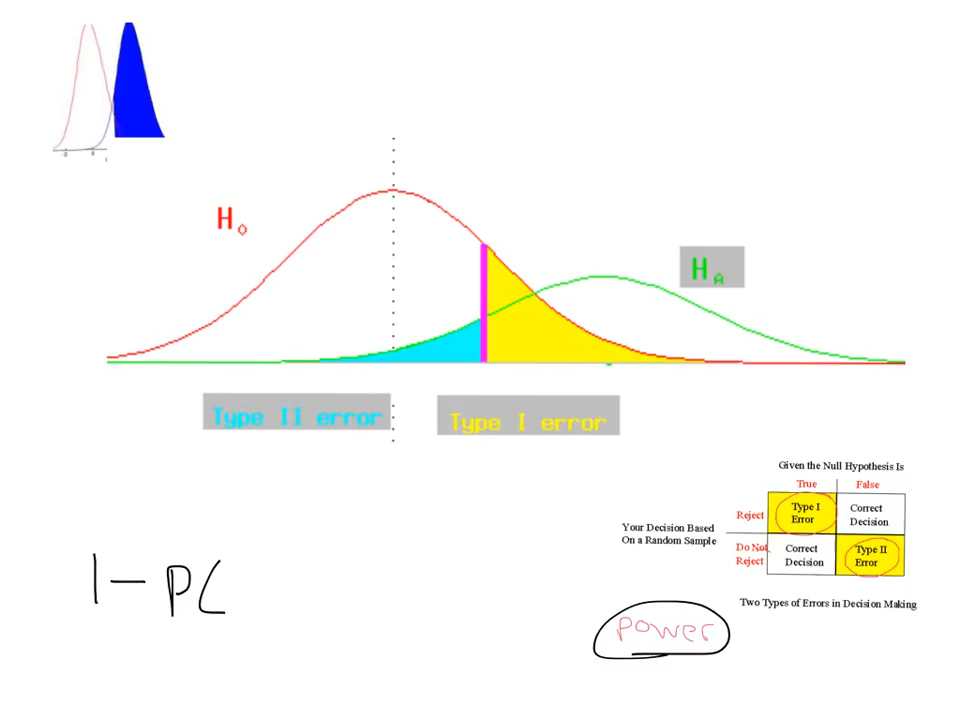 -2 0
H0
HA
Type II error
Type I error
Given the Null Hypothesis Is
True False
Reject
Type I
Error
Correct
Decision
Your Decision Based
On a Random Sample
Do Not
Reject
Correct
Decision
Type II
Error
Two Types of Errors in Decision Making
1 - P(
power